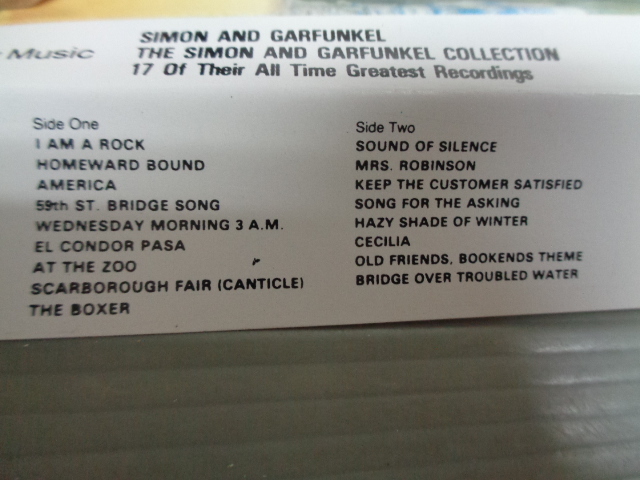 Music
SIMON AND GARFUNKEL
THE SIMON AND GARFUNKEL COLLECTION
17 Of Their All Time Greatest Recordings
Side One
I AM A ROCK
HOMEWARD BOUND
AMERICA
59th ST. BRIDGE SONG
WEDNESDAY MORNING 3 A.M.
EL CONDOR PASA
AT THE ZOO
SCARBOROUGH FAIR (CANTICLE)
THE BOXER
Side Two
SOUND OF SILENCE
MRS. ROBINSON
KEEP THE CUSTOMER SATISFIED
SONG FOR THE ASKING
HAZY SHADE OF WINTER
CECILIA
OLD FRIENDS, BOOKENDS THEME
BRIDGE OVER TROUBLED WATER